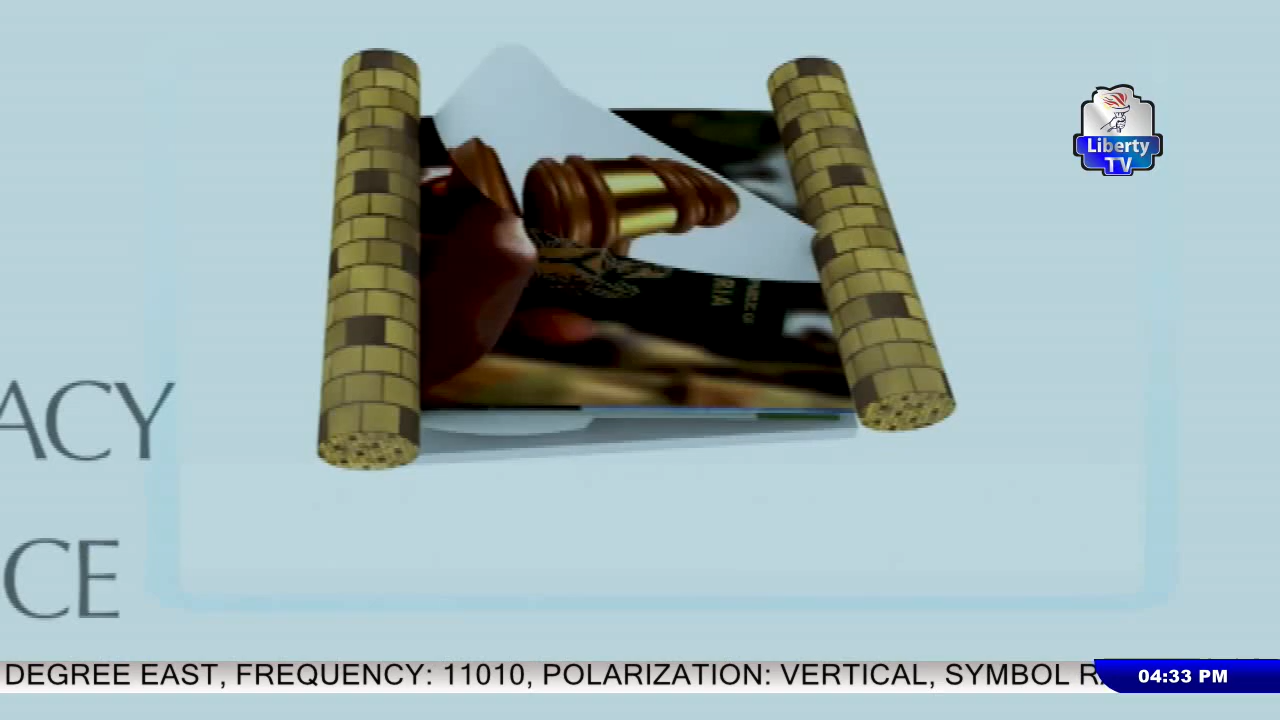 Liberty
TV
ACY
CE
DEGREE EAST, FREQUENCY: 11010, POLARIZATION: VERTICAL, SYMBOL
04:33 PM